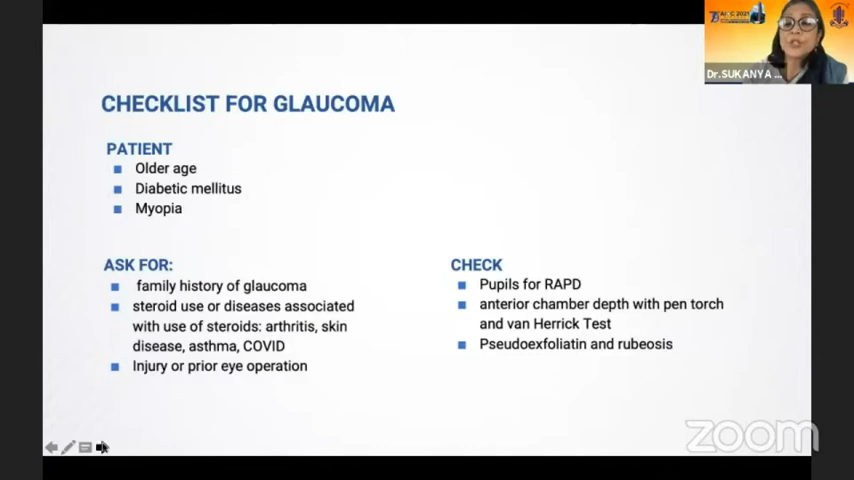 AIOC 2021
Dr.SUKANYA ...
CHECKLIST FOR GLAUCOMA
PATIENT
Older age
Diabetic mellitus
Myopia
ASK FOR:
family history of glaucoma
steroid use or diseases associated
with use of steroids: arthritis, skin
disease, asthma, COVID
Injury or prior eye operation
CHECK
Pupils for RAPD
anterior chamber depth with pen torch
and van Herrick Test
Pseudoexfoliatin and rubeosis
zoom